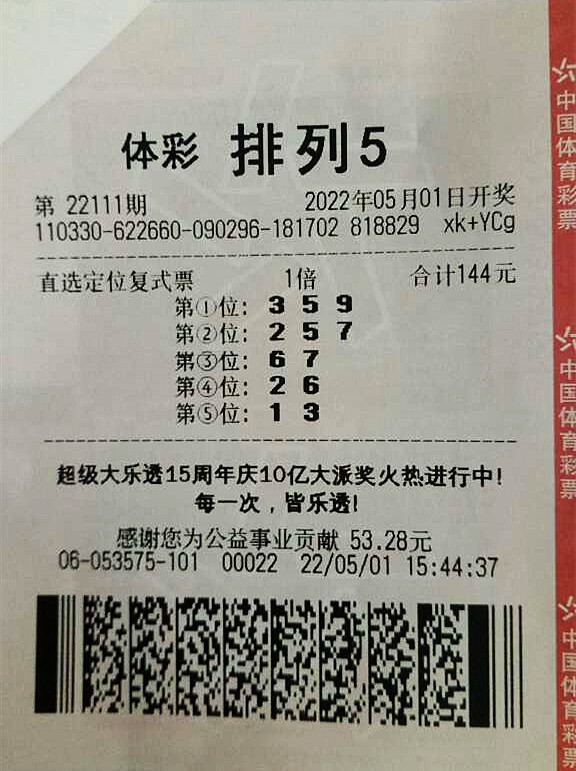 体彩 排列5
第 22111期 2022年05月01日开奖
110330-622660-090296-181702 818829 xk+YCg
直选定位复式票 1倍 合计144元
第①位: 3 5 9
第②位: 2 5 7
第③位: 6 7
第④位: 2 6
第⑤位: 1 3
超级大乐透15周年庆10亿大派奖火热进行中!
每一次，皆乐透!
感谢您为公益事业贡献 53.28元
06-053575-101 00022 22/05/01 15:44:37
中国体育彩票
中国体育彩票
中国体育彩票